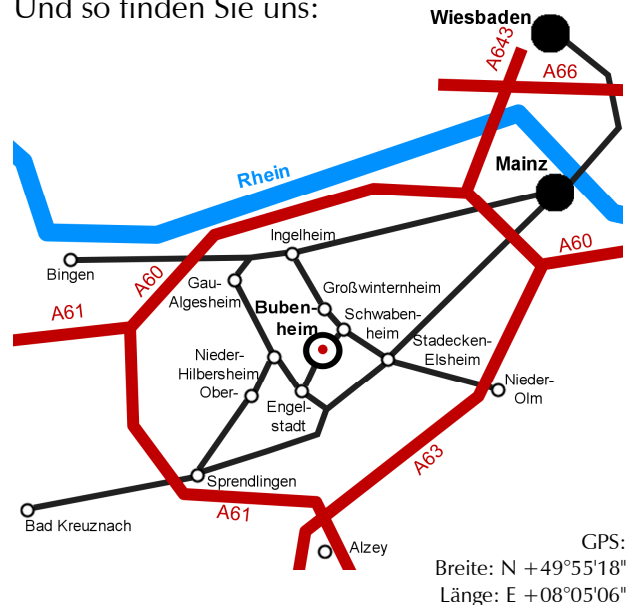 Und so finden Sie uns:
Wiesbaden
A643
A66
Mainz
Rhein
A60
Ingelheim
Bingen
A60
Gau-
Algesheim
Großwinternheim
A61
Buben-
heim
Schwaben-
heim
Stadecken-
Elsheim
Nieder-
Hilbersheim
Ober-
Nieder-
Olm
Engel-
stadt
A63
Sprendlingen
A61
Bad Kreuznach
Alzey
GPS:
Breite: N +49°55'18"
Länge: E +08°05'06"